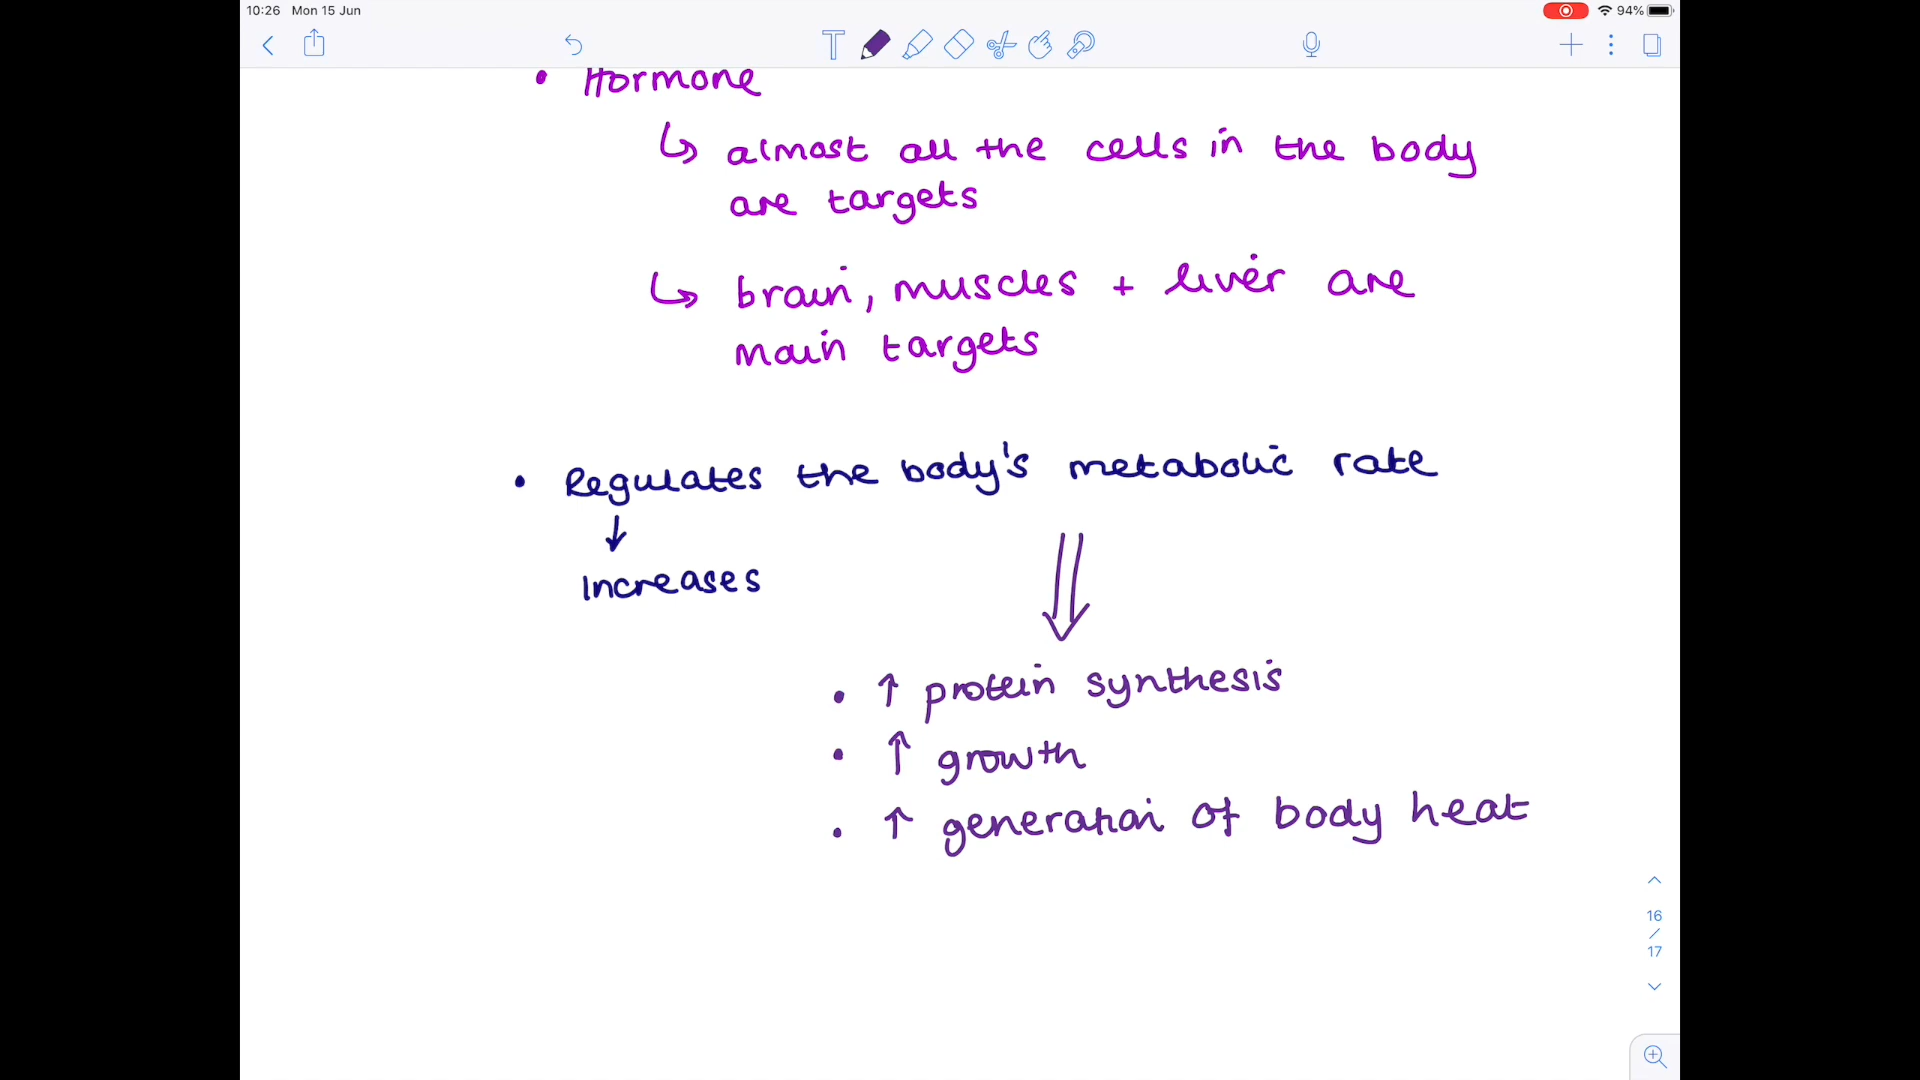 10:26 Mon 15 Jun
94%
T
• Hormone
↳ almost all the cells in the body
are targets
↳ brain, muscles + liver are
main targets
• Regulates the body's metabolic rate
↓
Increases
⇓
• ↑ protein synthesis
• ↑ growth
• ↑ generation of body heat
16
/
17